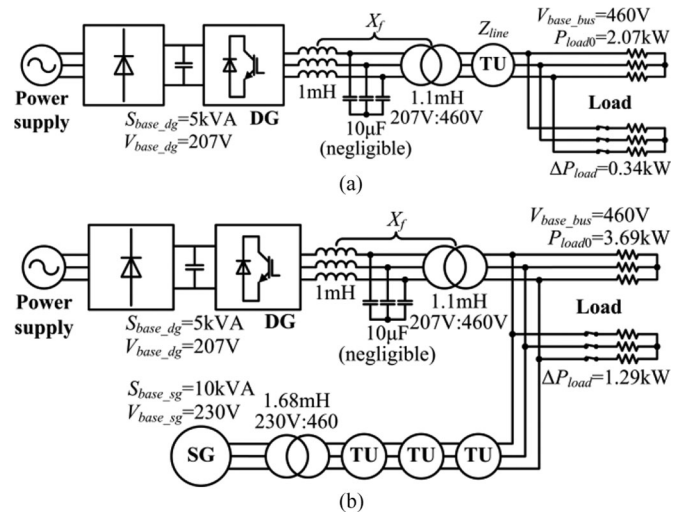 X_f
Z_line
V_base_bus=460V
P_load0=2.07kW
TU
Power
supply
1mH
1.1mH
207V:460V
Load
S_base_dg=5kVA DG
V_base_dg=207V
10μF
(negligible)
ΔP_load=0.34kW
(a)
X_f
V_base_bus=460V
P_load0=3.69kW
Power
supply
1mH
1.1mH
207V:460V
Load
S_base_dg=5kVA DG
V_base_dg=207V
10μF
(negligible)
ΔP_load=1.29kW
S_base_sg=10kVA
V_base_sg=230V
1.68mH
230V:460
SG
TU TU TU
(b)